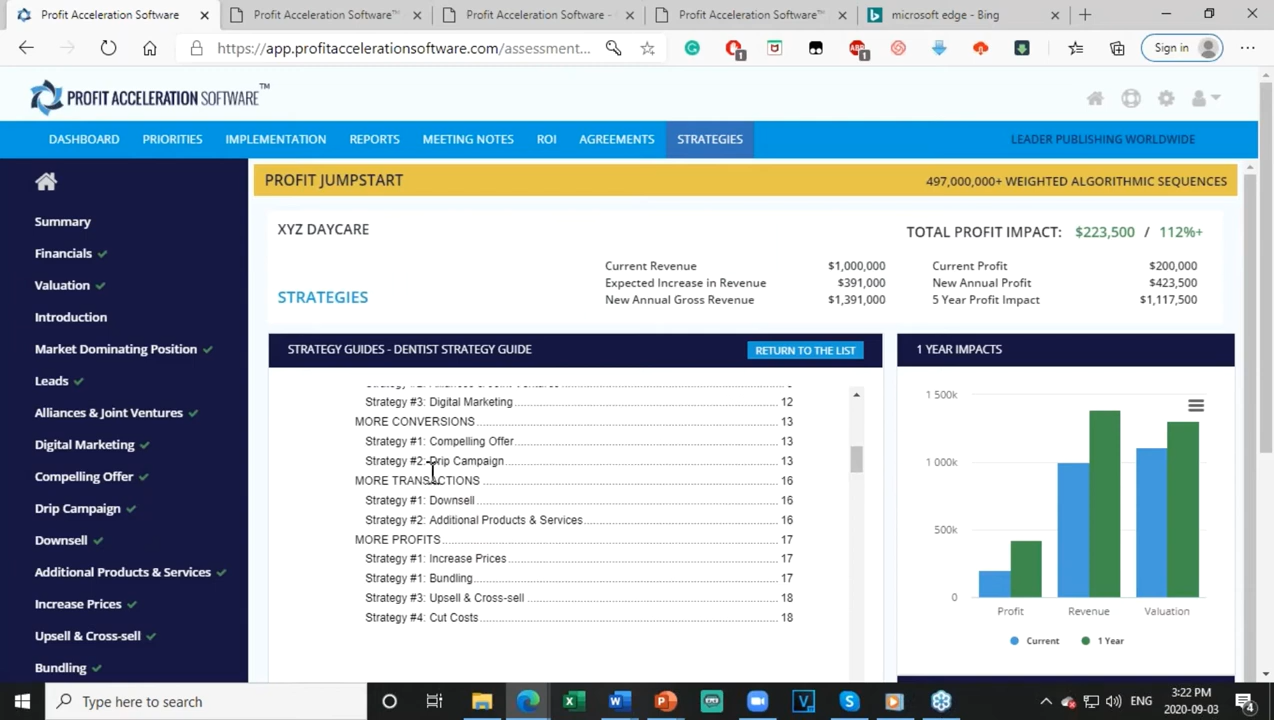 Profit Acceleration Software
Profit Acceleration Software™
Profit Acceleration Software -
Profit Acceleration Software™
microsoft edge - Bing
https://app.profitaccelerationsoftware.com/assessment...
1
ABP
1
Sign in
PROFIT ACCELERATION SOFTWARE™
DASHBOARD
PRIORITIES
IMPLEMENTATION
REPORTS
MEETING NOTES
ROI
AGREEMENTS
STRATEGIES
LEADER PUBLISHING WORLDWIDE
Summary
Financials
Valuation
Introduction
Market Dominating Position
Leads
Alliances & Joint Ventures
Digital Marketing
Compelling Offer
Drip Campaign
Downsell
Additional Products & Services
Increase Prices
Upsell & Cross-sell
Bundling
PROFIT JUMPSTART
497,000,000+ WEIGHTED ALGORITHMIC SEQUENCES
XYZ DAYCARE
TOTAL PROFIT IMPACT: $223,500 / 112%+
STRATEGIES
Current Revenue $1,000,000
Expected Increase in Revenue $391,000
New Annual Gross Revenue $1,391,000
Current Profit $200,000
New Annual Profit $423,500
5 Year Profit Impact $1,117,500
STRATEGY GUIDES - DENTIST STRATEGY GUIDE
RETURN TO THE LIST
Strategy #3: Digital Marketing 12
MORE CONVERSIONS 13
Strategy #1: Compelling Offer 13
Strategy #2: Drip Campaign 13
MORE TRANSACTIONS 16
Strategy #1: Downsell 16
Strategy #2: Additional Products & Services 16
MORE PROFITS 17
Strategy #1: Increase Prices 17
Strategy #1: Bundling 17
Strategy #3: Upsell & Cross-sell 18
Strategy #4: Cut Costs 18
1 YEAR IMPACTS
1 500k
1 000k
500k
0
Profit
Revenue
Valuation
Current
1 Year
Type here to search
ENG
3:22 PM
2020-09-03
4